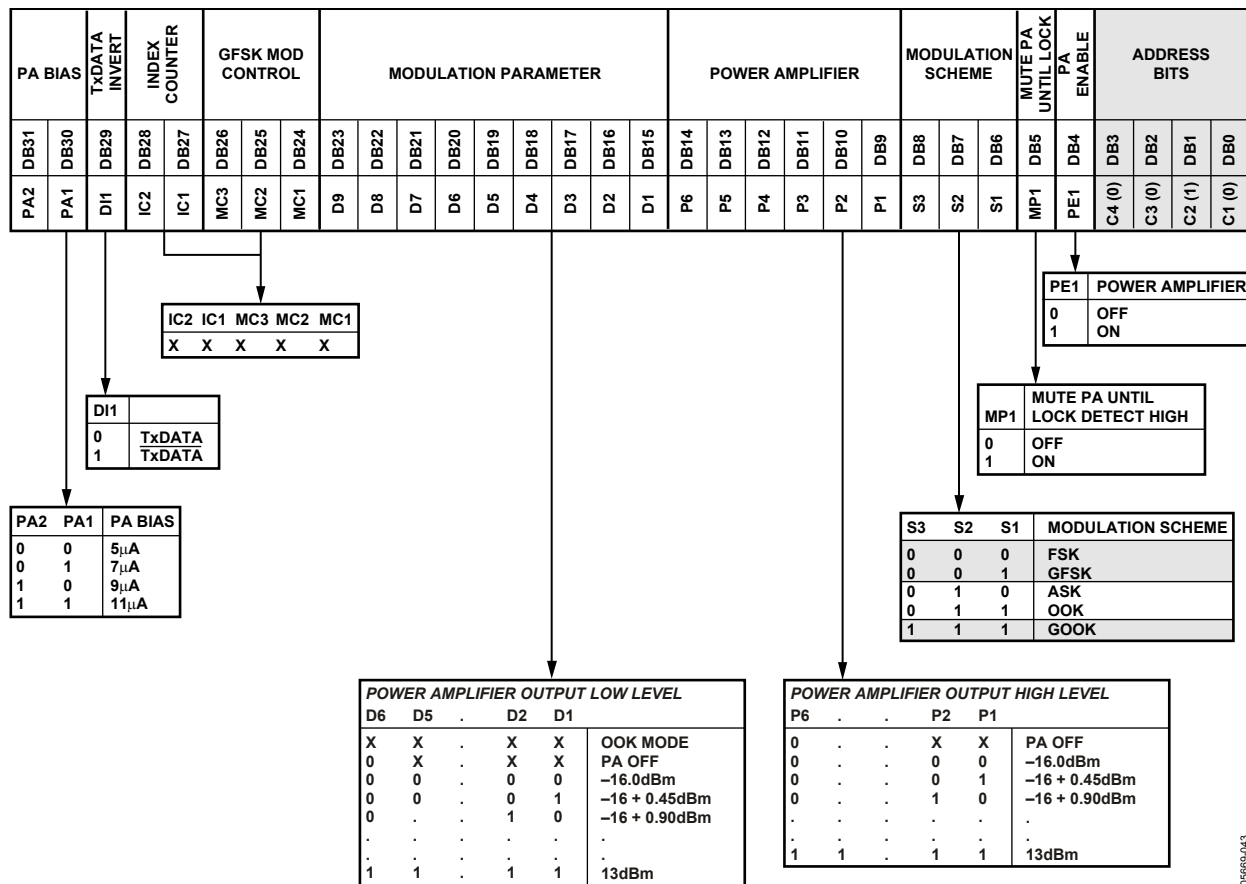 PA BIAS
TxDATA
INVERT
INDEX
COUNTER
GFSK MOD
CONTROL
MODULATION PARAMETER
POWER AMPLIFIER
MODULATION
SCHEME
MUTE PA
UNTIL LOCK
PA
ENABLE
ADDRESS
BITS
DB31 DB30 DB29 DB28 DB27 DB26 DB25 DB24 DB23 DB22 DB21 DB20 DB19 DB18 DB17 DB16 DB15 DB14 DB13 DB12 DB11 DB10 DB9 DB8 DB7 DB6 DB5 DB4 DB3 DB2 DB1 DB0
PA2 PA1 DI1 IC2 IC1 MC3 MC2 MC1 D9 D8 D7 D6 D5 D4 D3 D2 D1 P6 P5 P4 P3 P2 P1 S3 S2 S1 MP1 PE1 C4 (0) C3 (0) C2 (1) C1 (0)
PE1 POWER AMPLIFIER
0 OFF
1 ON
IC2 IC1 MC3 MC2 MC1
X X X X X
MP1 MUTE PA UNTIL
LOCK DETECT HIGH
0 OFF
1 ON
DI1
0 TxDATA
1 TxDATA
PA2 PA1 PA BIAS
0 0 5µA
0 1 7µA
1 0 9µA
1 1 11µA
S3 S2 S1 MODULATION SCHEME
0 0 0 FSK
0 0 1 GFSK
0 1 0 ASK
0 1 1 OOK
1 1 1 GOOK
POWER AMPLIFIER OUTPUT LOW LEVEL
D6 D5 . D2 D1
X X . X X OOK MODE
0 X . X X PA OFF
0 0 . 0 0 –16.0dBm
0 0 . 0 1 –16 + 0.45dBm
0 . . 1 0 –16 + 0.90dBm
. . . . . .
. . . . . .
1 1 . 1 1 13dBm
POWER AMPLIFIER OUTPUT HIGH LEVEL
P6 . . P2 P1
0 . . X X PA OFF
0 . . 0 0 –16.0dBm
0 . . 0 1 –16 + 0.45dBm
0 . . 1 0 –16 + 0.90dBm
. . . . . .
. . . . . .
1 1 . 1 1 13dBm
05669-043